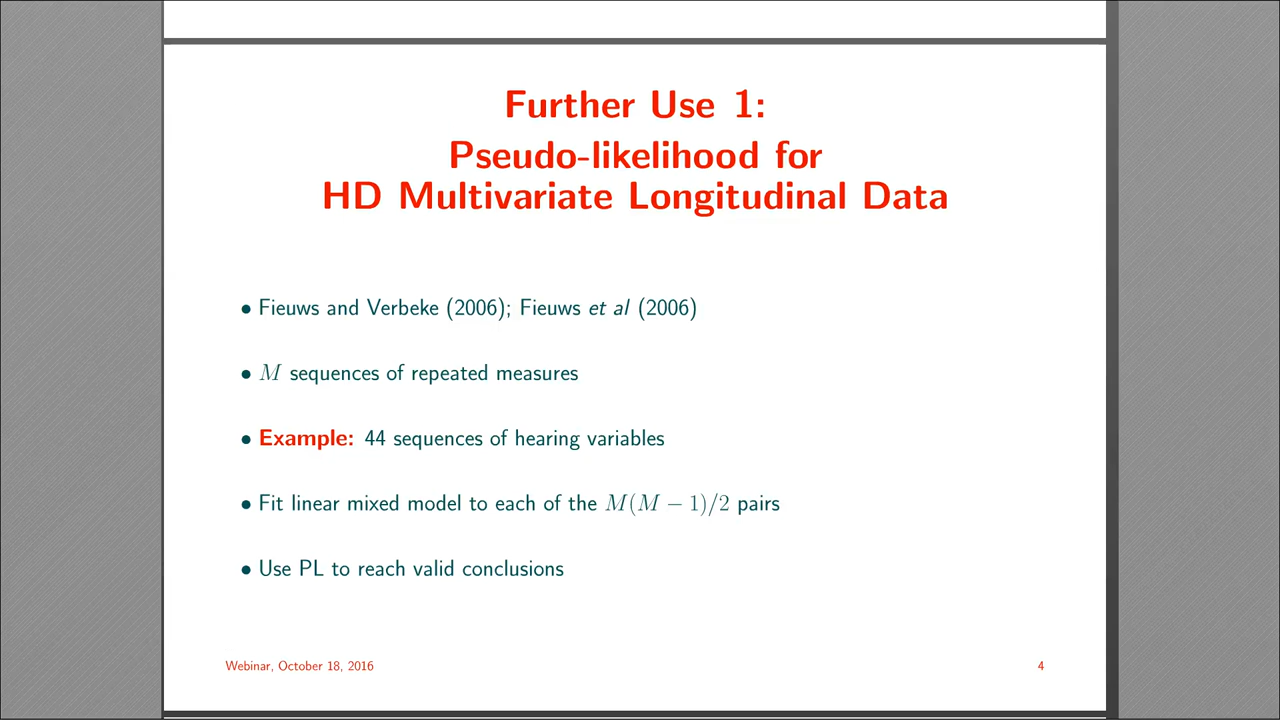 Further Use 1:
Pseudo-likelihood for
HD Multivariate Longitudinal Data
• Fieuws and Verbeke (2006); Fieuws et al (2006)
• M sequences of repeated measures
• Example: 44 sequences of hearing variables
• Fit linear mixed model to each of the M(M − 1)/2 pairs
• Use PL to reach valid conclusions
Webinar, October 18, 2016
4